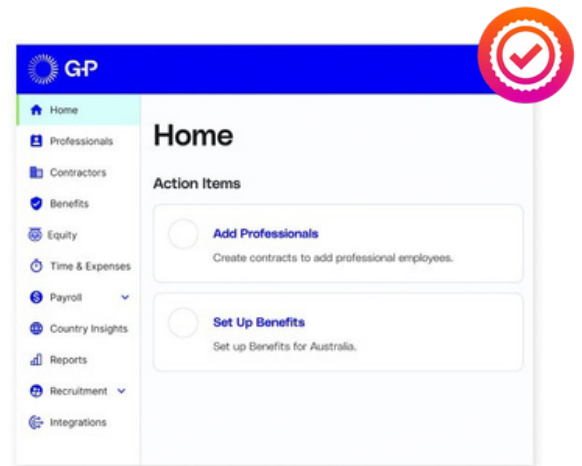 G-P
Home
Professionals
Contractors
Benefits
Equity
Time & Expenses
Payroll
Country Insights
Reports
Recruitment
Integrations
Home
Action Items
Add Professionals
Create contracts to add professional employees.
Set Up Benefits
Set up Benefits for Australia.